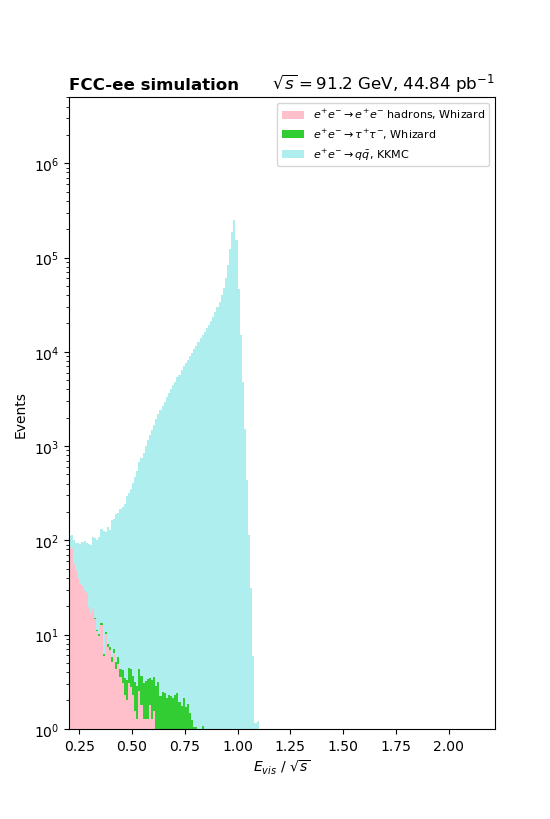 FCC-ee simulation √s = 91.2 GeV, 44.84 pb⁻¹
e⁺e⁻ → e⁺e⁻ hadrons, Whizard
e⁺e⁻ → τ⁺τ⁻, Whizard
e⁺e⁻ → qq̄, KKMC
10⁶
10⁵
10⁴
10³
10²
10¹
10⁰
Events
0.25 0.50 0.75 1.00 1.25 1.50 1.75 2.00
E_vis / √s